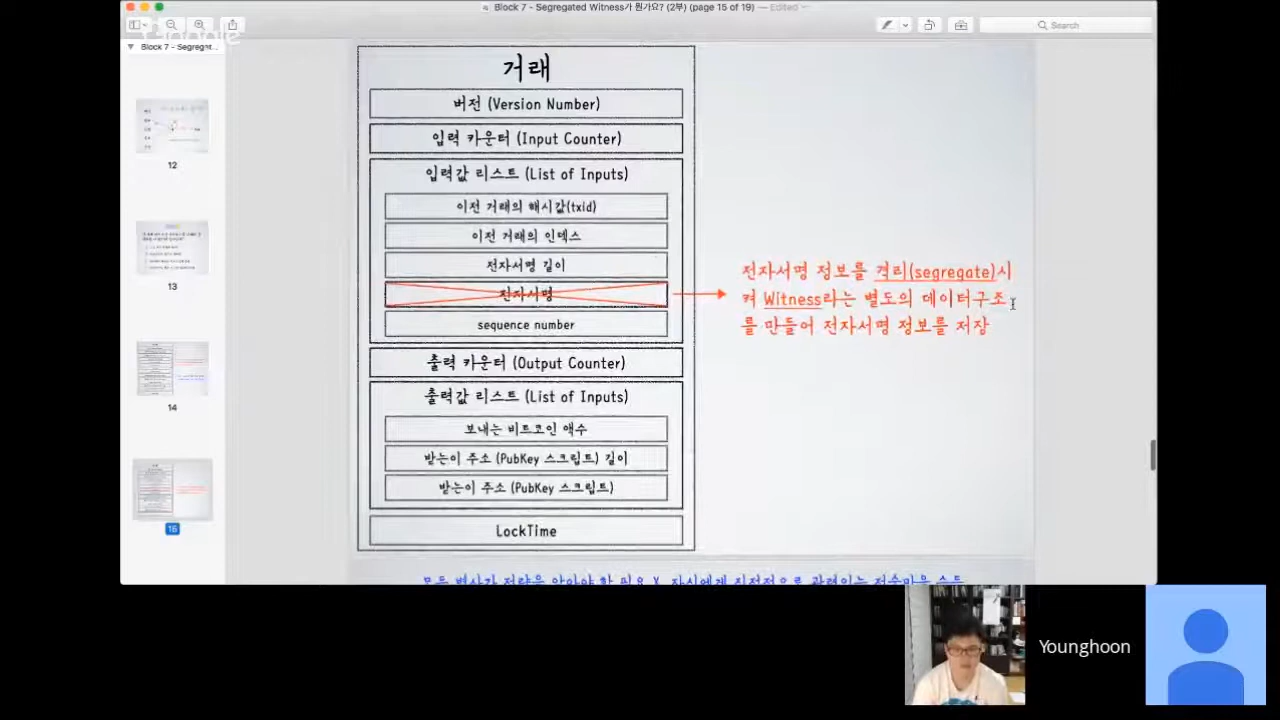 Block 7 - Segregated Witness가 뭔가요? (2부) (page 15 of 19) — Edited
Search
Block 7 - Segregat...
12
13
14
15
거래
버전 (Version Number)
입력 카운터 (Input Counter)
입력값 리스트 (List of Inputs)
이전 거래의 해시값(txid)
이전 거래의 인덱스
전자서명 길이
전자서명
sequence number
출력 카운터 (Output Counter)
출력값 리스트 (List of Inputs)
보내는 비트코인 액수
받는이 주소 (PubKey 스크립트) 길이
받는이 주소 (PubKey 스크립트)
LockTime
전자서명 정보를 격리(segregate)시
켜 Witness라는 별도의 데이터구조
를 만들어 전자서명 정보를 저장
Younghoon